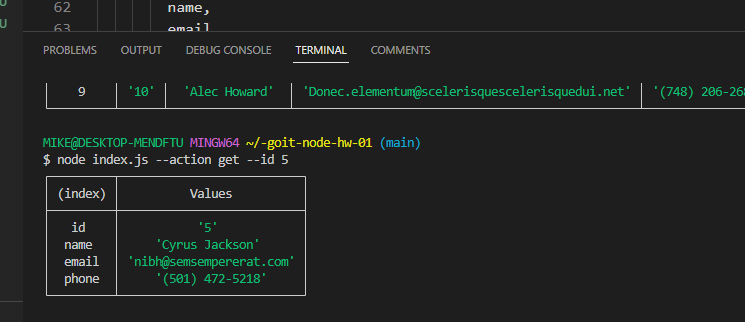 U
U
62 name,
63 email
PROBLEMS OUTPUT DEBUG CONSOLE TERMINAL COMMENTS
9 '10' 'Alec Howard' 'Donec.elementum@scelerisquescelerisquedui.net' '(748) 206-268
MIKE@DESKTOP-MENDFTU MINGW64 ~/-goit-node-hw-01 (main)
$ node index.js --action get --id 5
(index) Values
id '5'
name 'Cyrus Jackson'
email 'nibh@semsempererat.com'
phone '(501) 472-5218'